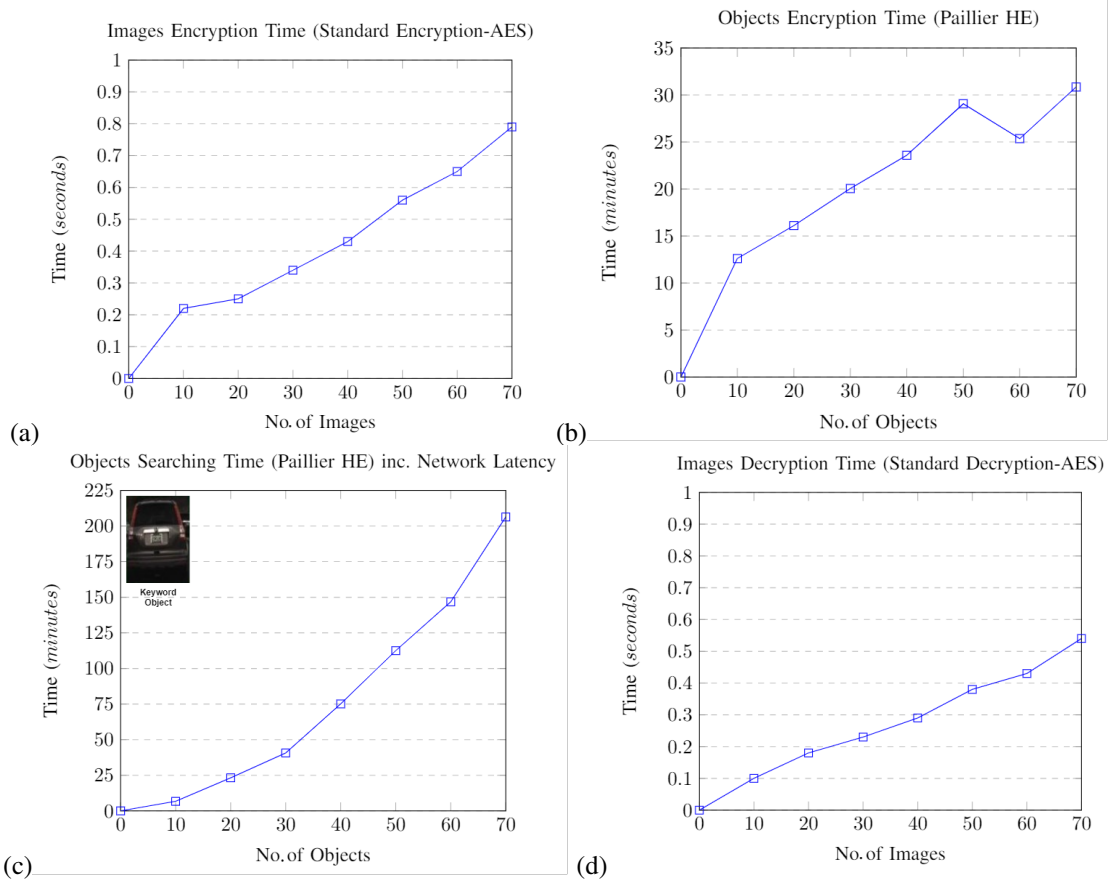 Images Encryption Time (Standard Encryption-AES)
1
0.9
0.8
0.7
0.6
0.5
0.4
0.3
0.2
0.1
0
Time (seconds)
0 10 20 30 40 50 60 70
No. of Images
(a)
Objects Encryption Time (Paillier HE)
35
30
25
20
15
10
5
0
Time (minutes)
0 10 20 30 40 50 60 70
No. of Objects
(b)
Objects Searching Time (Paillier HE) inc. Network Latency
225
200
175
150
125
100
75
50
25
0
Time (minutes)
Keyword
Object
0 10 20 30 40 50 60 70
No. of Objects
(c)
Images Decryption Time (Standard Decryption-AES)
1
0.9
0.8
0.7
0.6
0.5
0.4
0.3
0.2
0.1
0
Time (seconds)
0 10 20 30 40 50 60 70
No. of Images
(d)